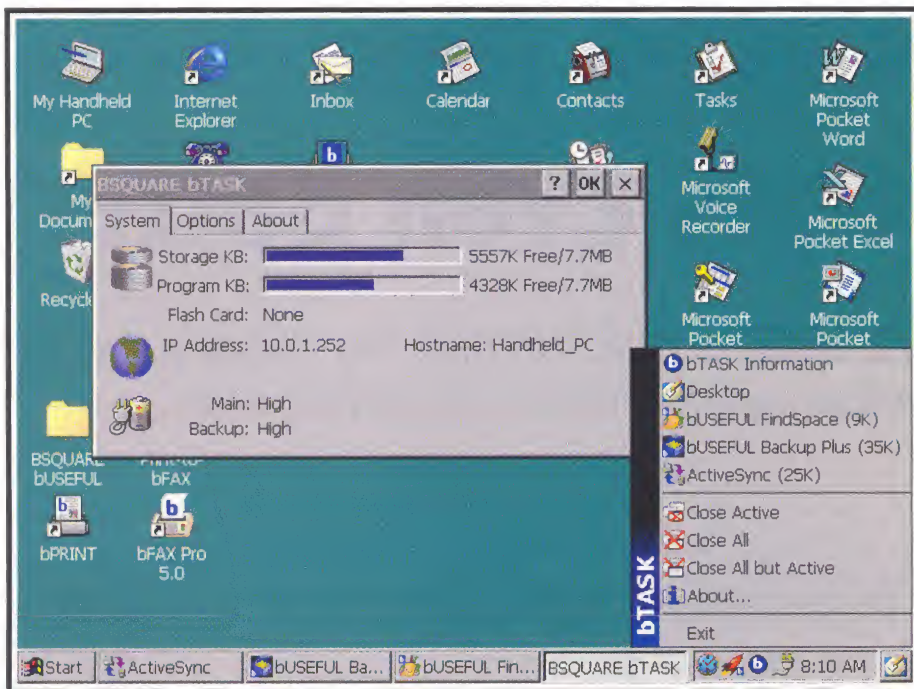 My Handheld
PC
Internet
Explorer
Inbox
Calendar
Contacts
Tasks
Microsoft
Pocket
Word
My
Docum
b
Microsoft
Voice
Recorder
Microsoft
Pocket Excel
Recycle
Microsoft
Pocket
Microsoft
Pocket
BSQUARE bTASK
? OK ×
System
Options
About
Storage KB:
5557K Free/7.7MB
Program KB:
4328K Free/7.7MB
Flash Card: None
IP Address: 10.0.1.252
Hostname: Handheld_PC
Main: High
Backup: High
BSQUARE
bUSEFUL
Print-to-
bFAX
bPRINT
bFAX Pro
5.0
bTASK
bTASK Information
Desktop
bUSEFUL FindSpace (9K)
bUSEFUL Backup Plus (35K)
ActiveSync (25K)
Close Active
Close All
Close All but Active
About...
Exit
Start
ActiveSync
bUSEFUL Ba...
bUSEFUL Fin...
BSQUARE bTASK
8:10 AM